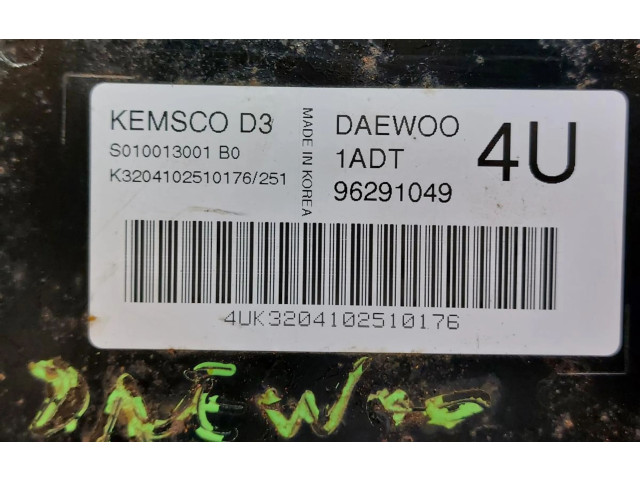 KEMSCO D3
S010013001 B0
K3204102510176/251
MADE IN KOREA
DAEWOO
1ADT
96291049
4U
4UK3204102510176
DAEWOO